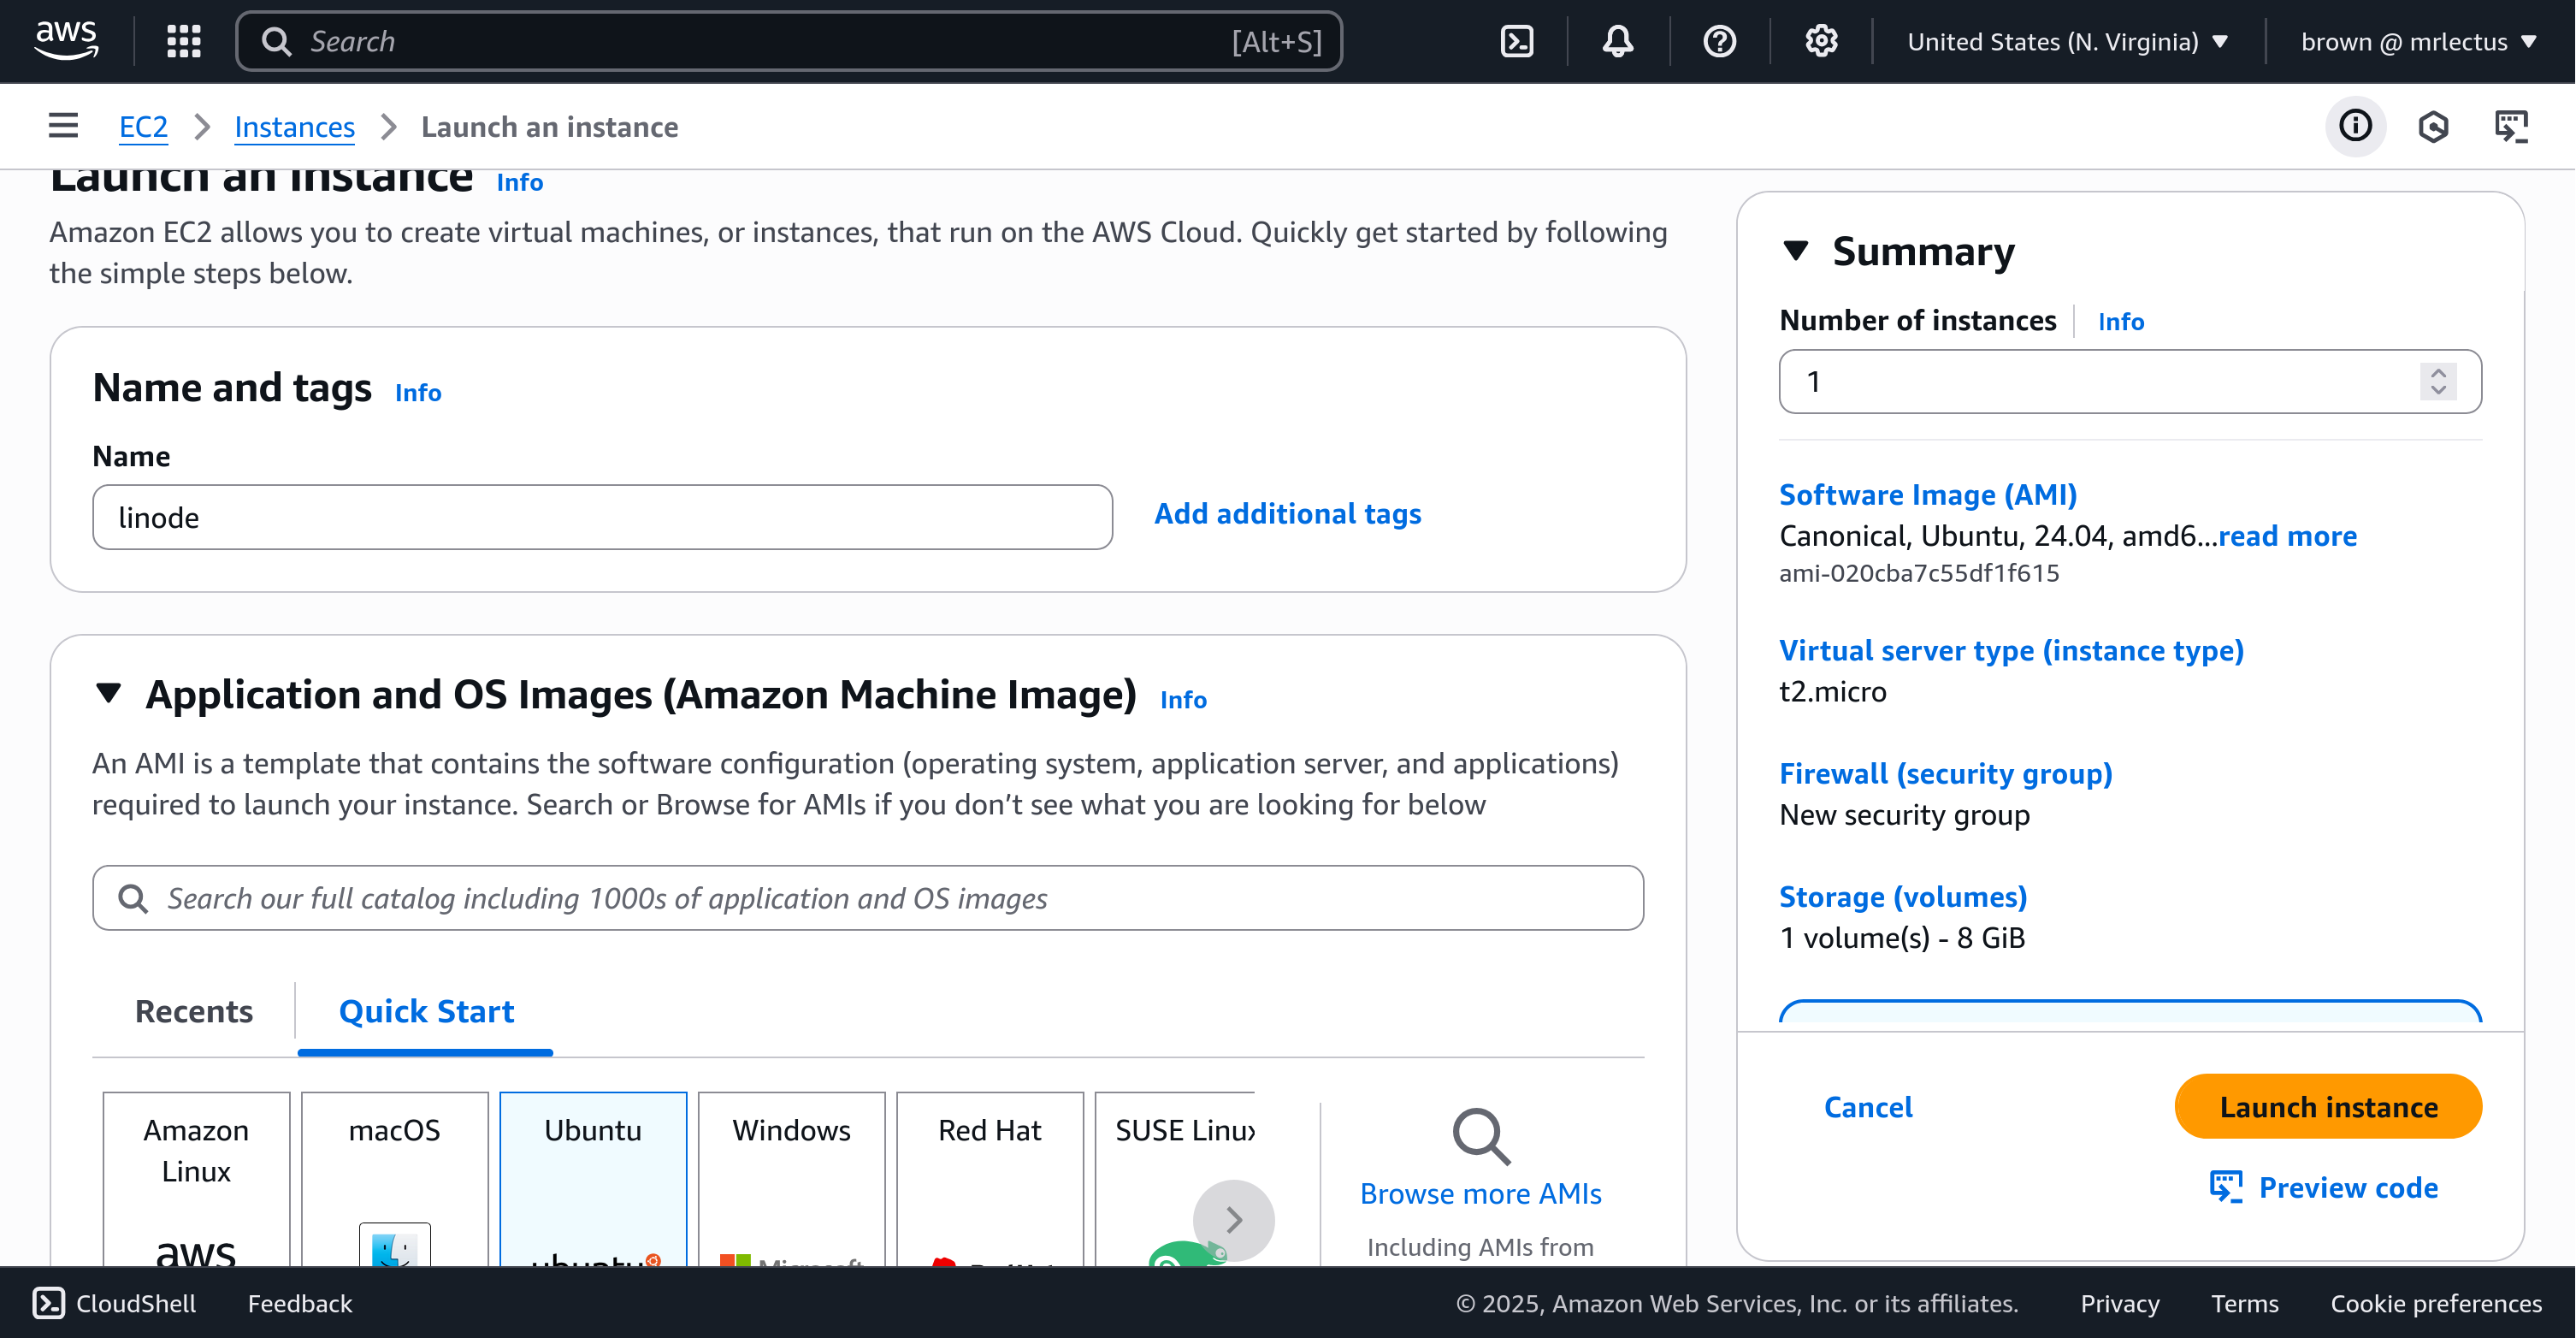 aws
Search [Alt+S]
United States (N. Virginia)
brown @ mrlectus
EC2 Instances Launch an instance
Launch an instance Info
Amazon EC2 allows you to create virtual machines, or instances, that run on the AWS Cloud. Quickly get started by following
the simple steps below.
Name and tags Info
Name
linode
Add additional tags
Application and OS Images (Amazon Machine Image) Info
An AMI is a template that contains the software configuration (operating system, application server, and applications)
required to launch your instance. Search or Browse for AMIs if you don’t see what you are looking for below
Search our full catalog including 1000s of application and OS images
Recents
Quick Start
Amazon
Linux
aws
macOS
Ubuntu
ubuntu
Windows
Microsoft
Red Hat
SUSE Linux
Browse more AMIs
Including AMIs from
Summary
Number of instances Info
1
Software Image (AMI)
Canonical, Ubuntu, 24.04, amd6...read more
ami-020cba7c55df1f615
Virtual server type (instance type)
t2.micro
Firewall (security group)
New security group
Storage (volumes)
1 volume(s) - 8 GiB
Cancel
Launch instance
Preview code
CloudShell
Feedback
© 2025, Amazon Web Services, Inc. or its affiliates.
Privacy
Terms
Cookie preferences